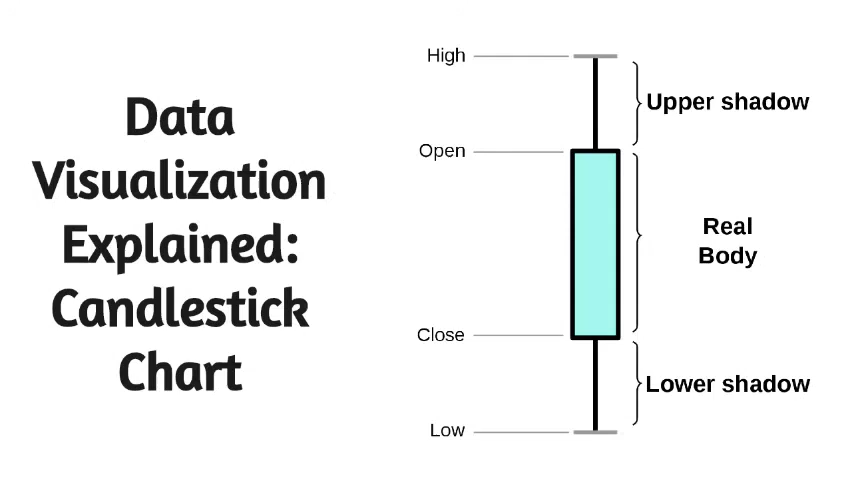 Data
Visualization
Explained:
Candlestick
Chart
High
Upper shadow
Open
Real
Body
Close
Lower shadow
Low